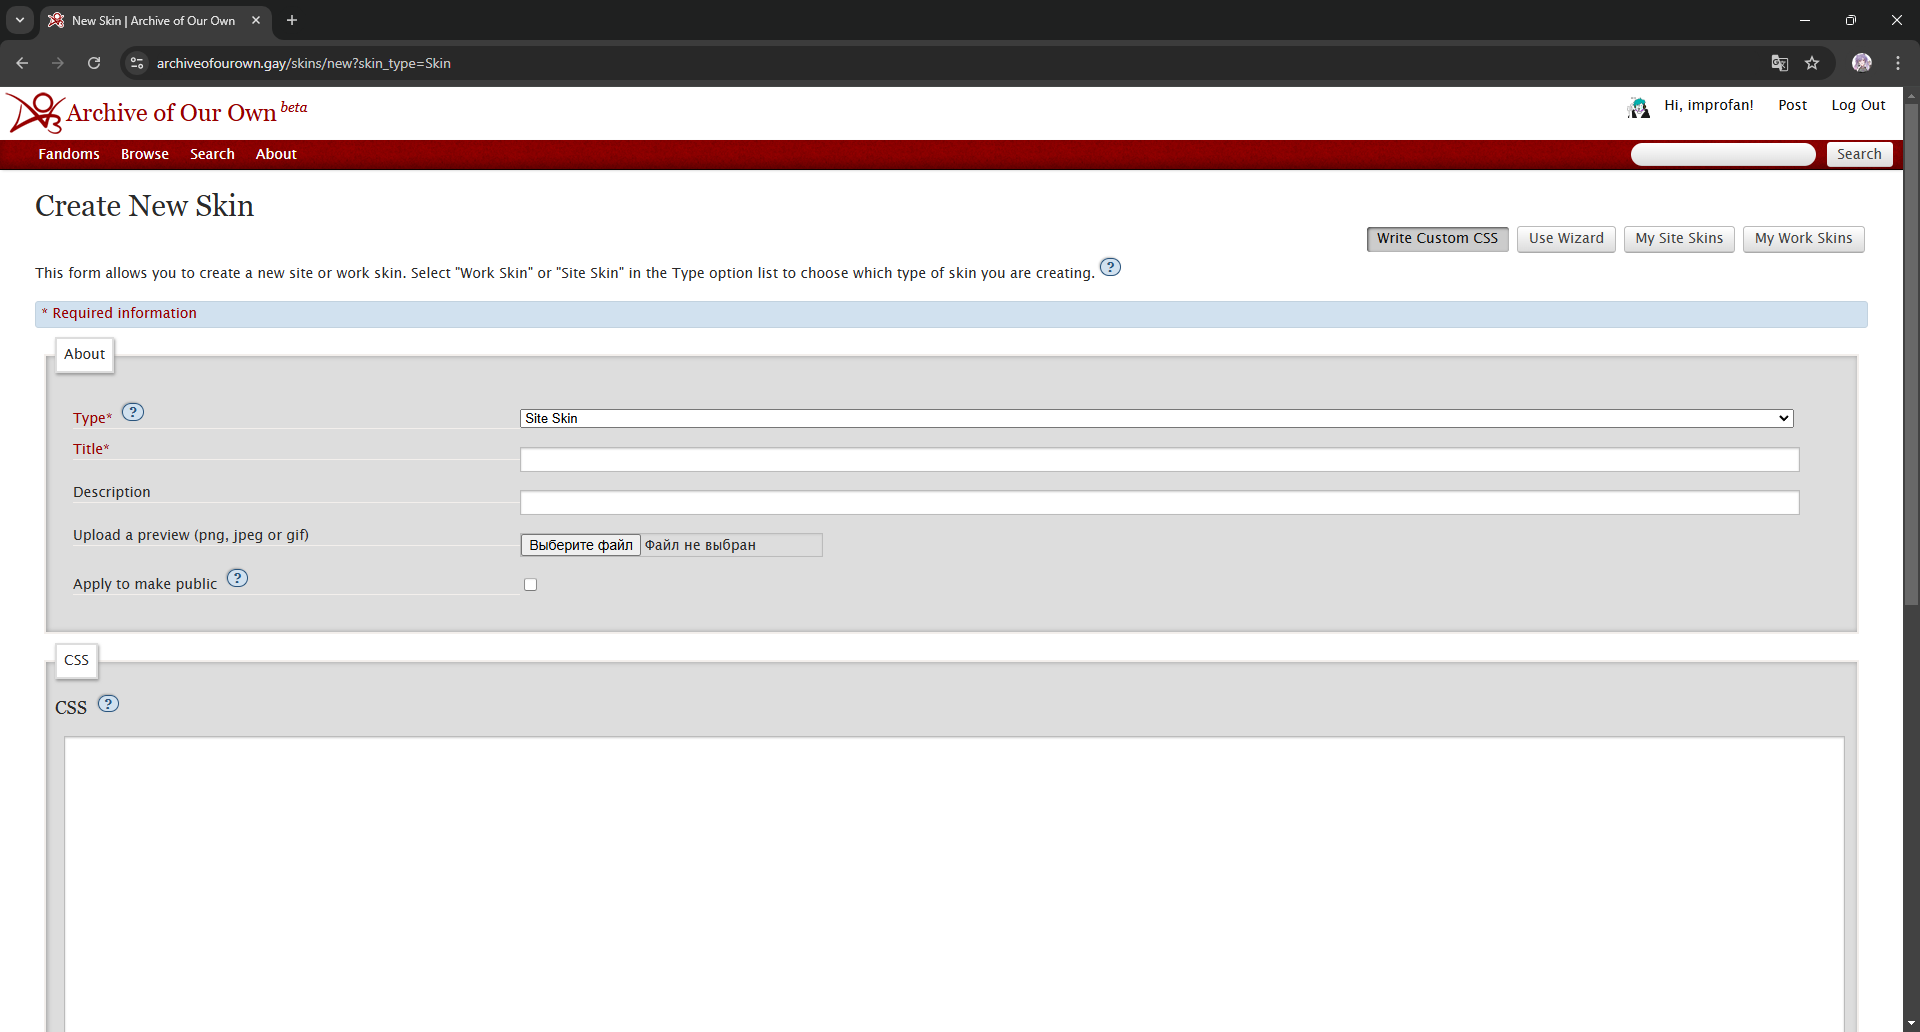 New Skin | Archive of Our Own
archiveofourown.gay/skins/new?skin_type=Skin
Archive of Our Own beta
Hi, improfan! Post Log Out
Fandoms Browse Search About Search
Create New Skin
Write Custom CSS Use Wizard My Site Skins My Work Skins
This form allows you to create a new site or work skin. Select "Work Skin" or "Site Skin" in the Type option list to choose which type of skin you are creating. ?
* Required information
About
Type* ? Site Skin
Title*
Description
Upload a preview (png, jpeg or gif) Выберите файл Файл не выбран
Apply to make public ?
CSS
CSS ?